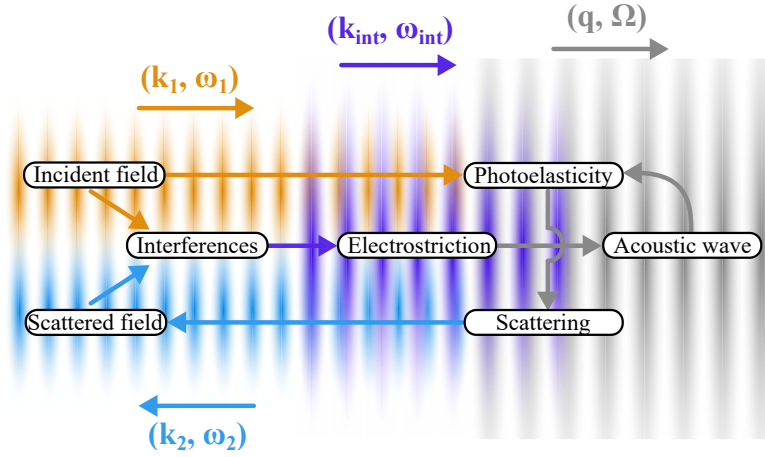 (q, Ω)
(k_int, ω_int)
(k_1, ω_1)
Incident field
Photoelasticity
Interferences
Electrostriction
Acoustic wave
Scattered field
Scattering
(k_2, ω_2)